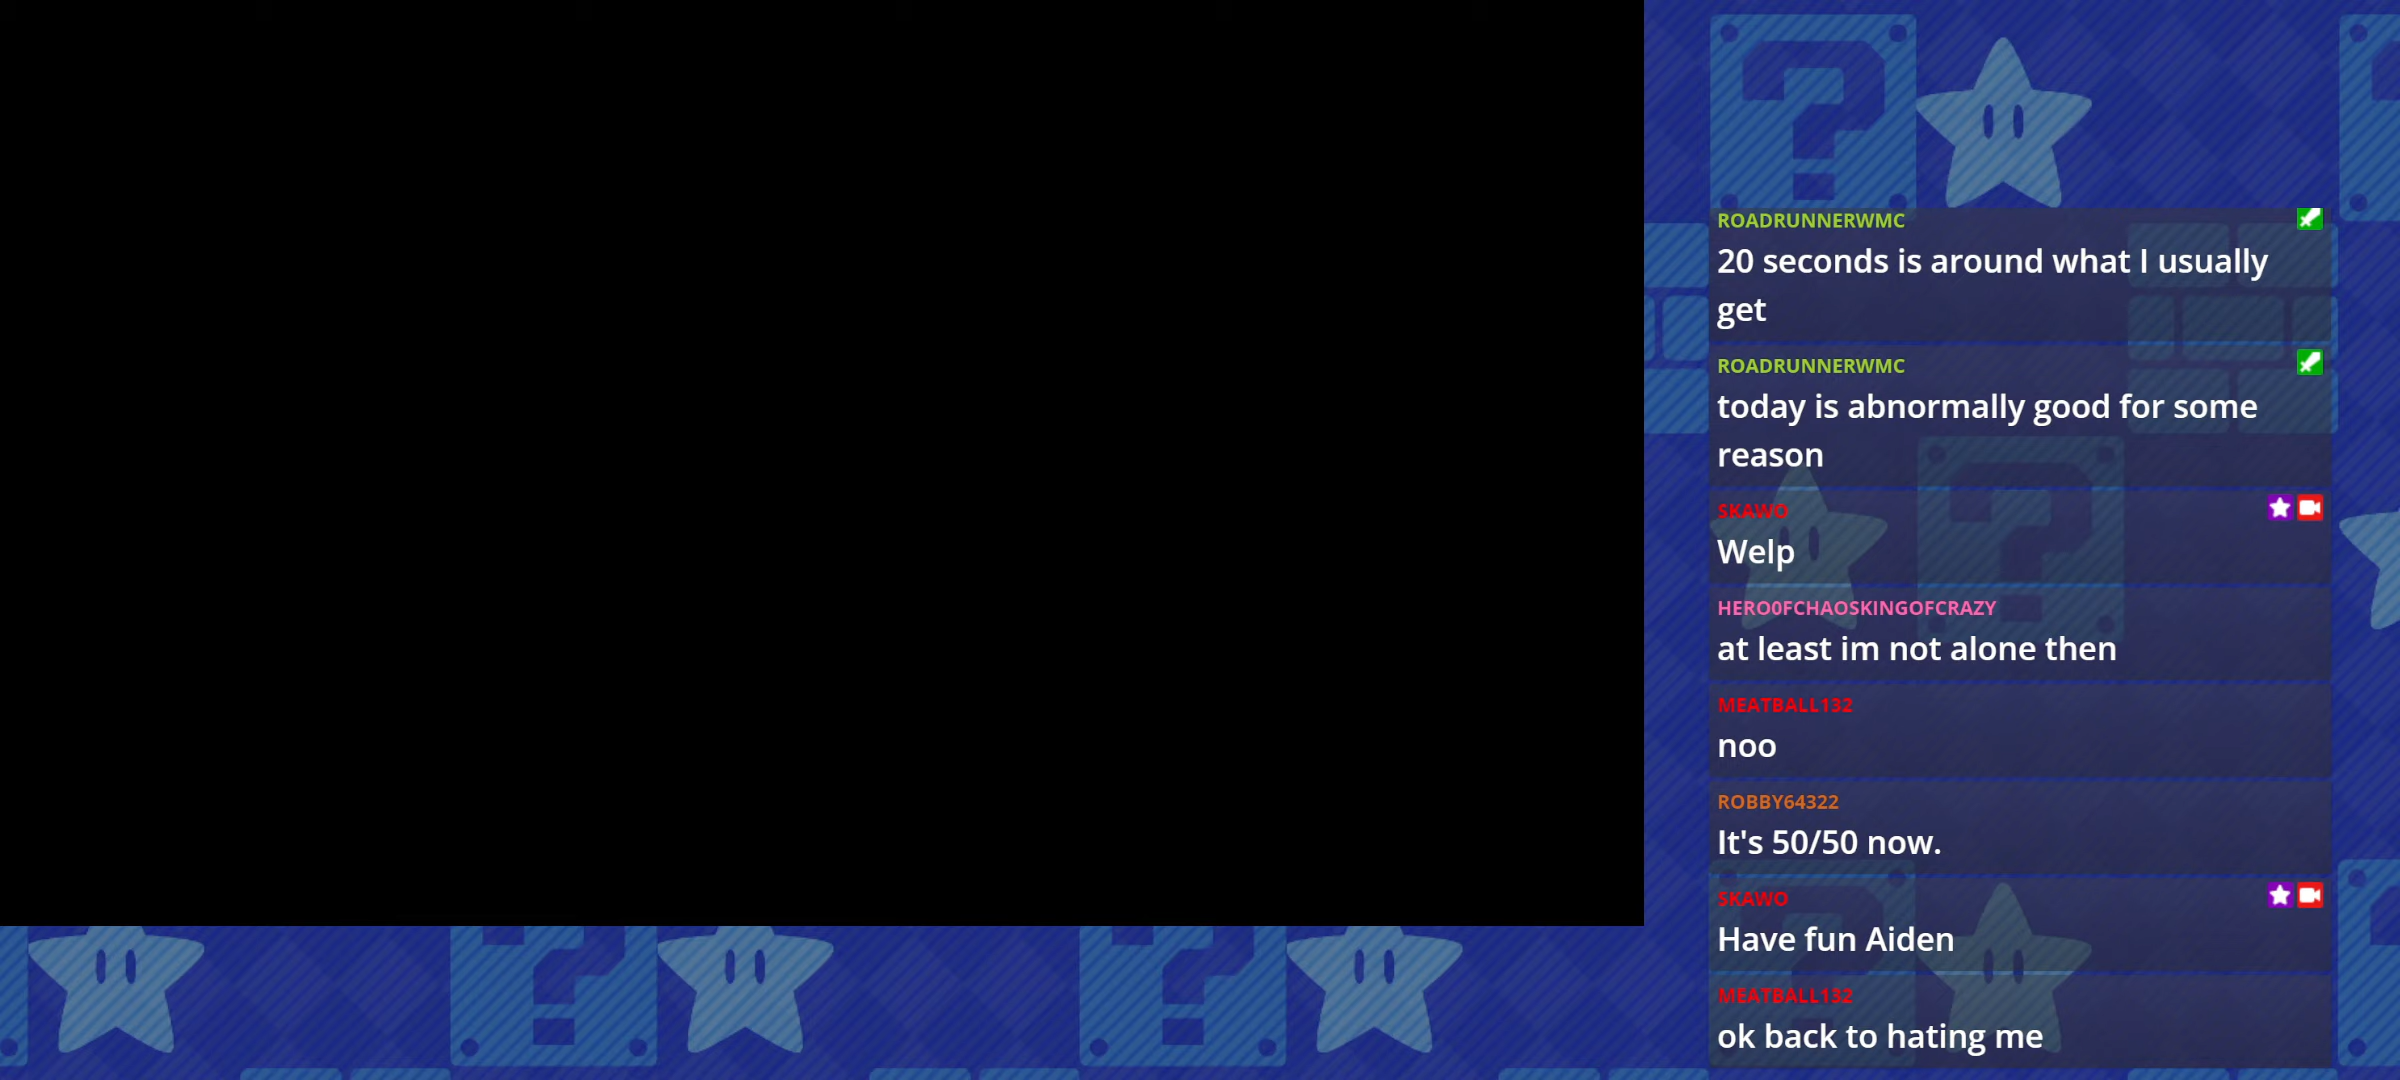 ROADRUNNERWMC
20 seconds is around what I usually
get
ROADRUNNERWMC
today is abnormally good for some
reason
SKAWO
Welp
HERO0FCHAOSKINGOFCRAZY
at least im not alone then
MEATBALL132
noo
ROBBY64322
It's 50/50 now.
SKAWO
Have fun Aiden
MEATBALL132
ok back to hating me